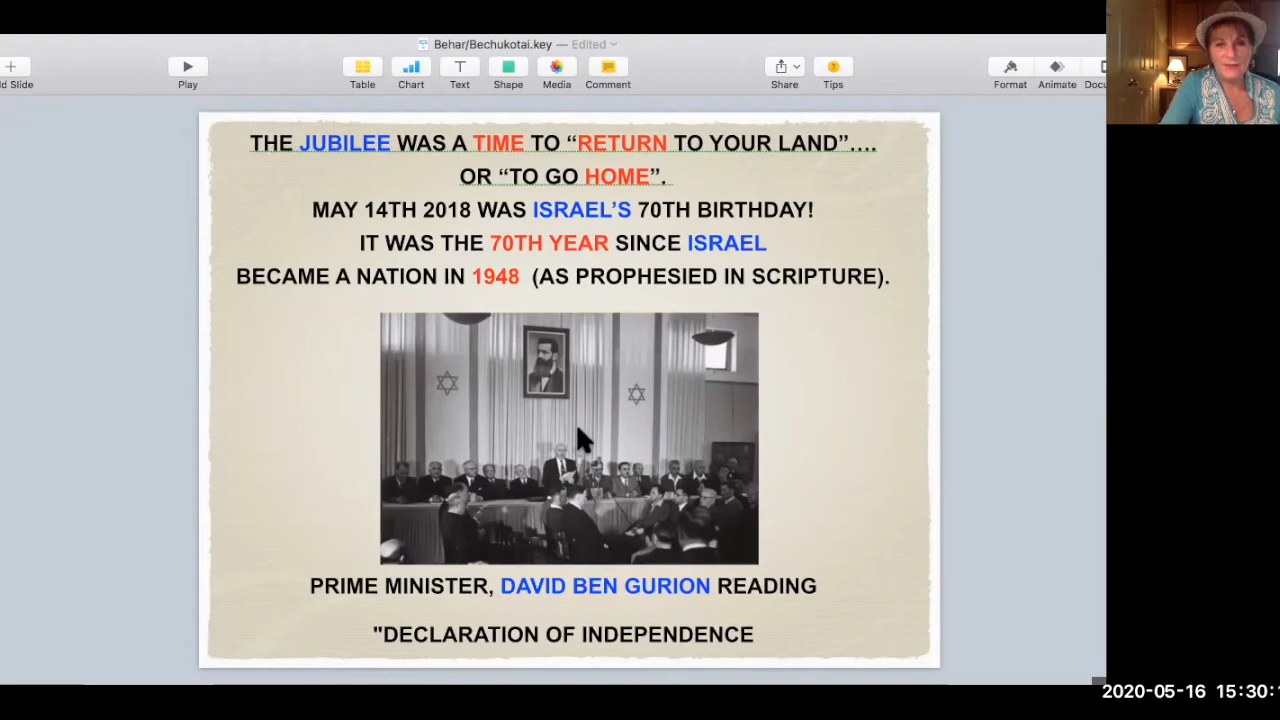 Behar/Bechukotai.key — Edited
Play
Table
Chart
Text
Shape
Media
Comment
Share
Tips
Format
Animate
THE JUBILEE WAS A TIME TO “RETURN TO YOUR LAND”….
OR “TO GO HOME”.
MAY 14TH 2018 WAS ISRAEL’S 70TH BIRTHDAY!
IT WAS THE 70TH YEAR SINCE ISRAEL
BECAME A NATION IN 1948 (AS PROPHESIED IN SCRIPTURE).
PRIME MINISTER, DAVID BEN GURION READING
"DECLARATION OF INDEPENDENCE
2020-05-16 15:30: